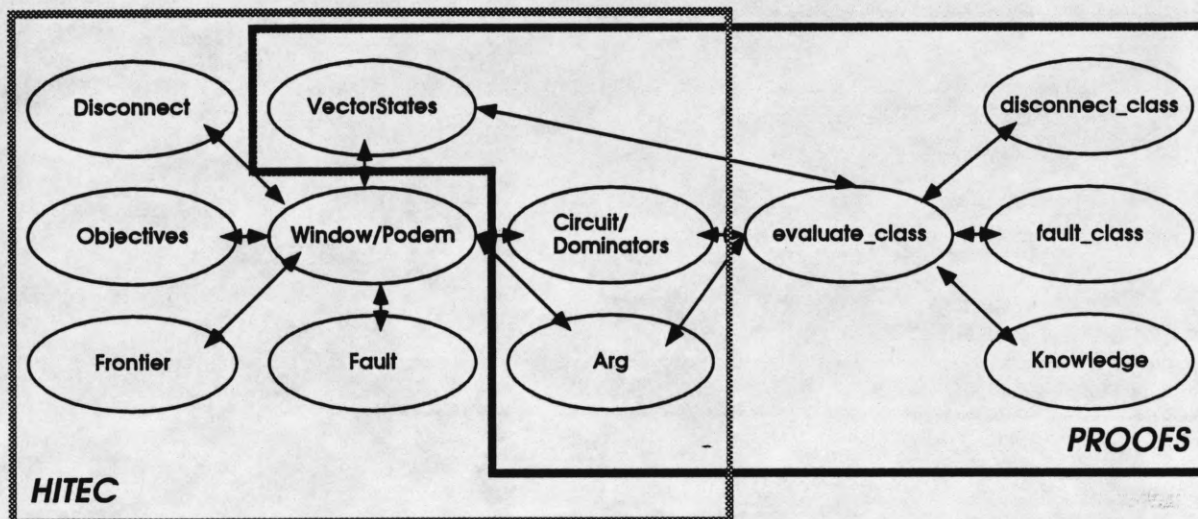 Disconnect
VectorStates
disconnect_class
Objectives
Window/Podem
Circuit/
Dominators
evaluate_class
fault_class
Frontier
Fault
Arg
Knowledge
PROOFS
HITEC